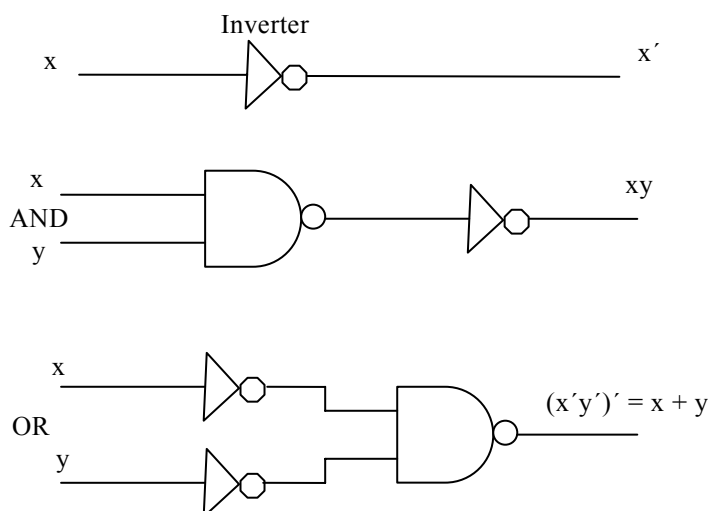 Inverter
x
x´
x
xy
AND
y
x
(x´y´)´ = x + y
OR
y